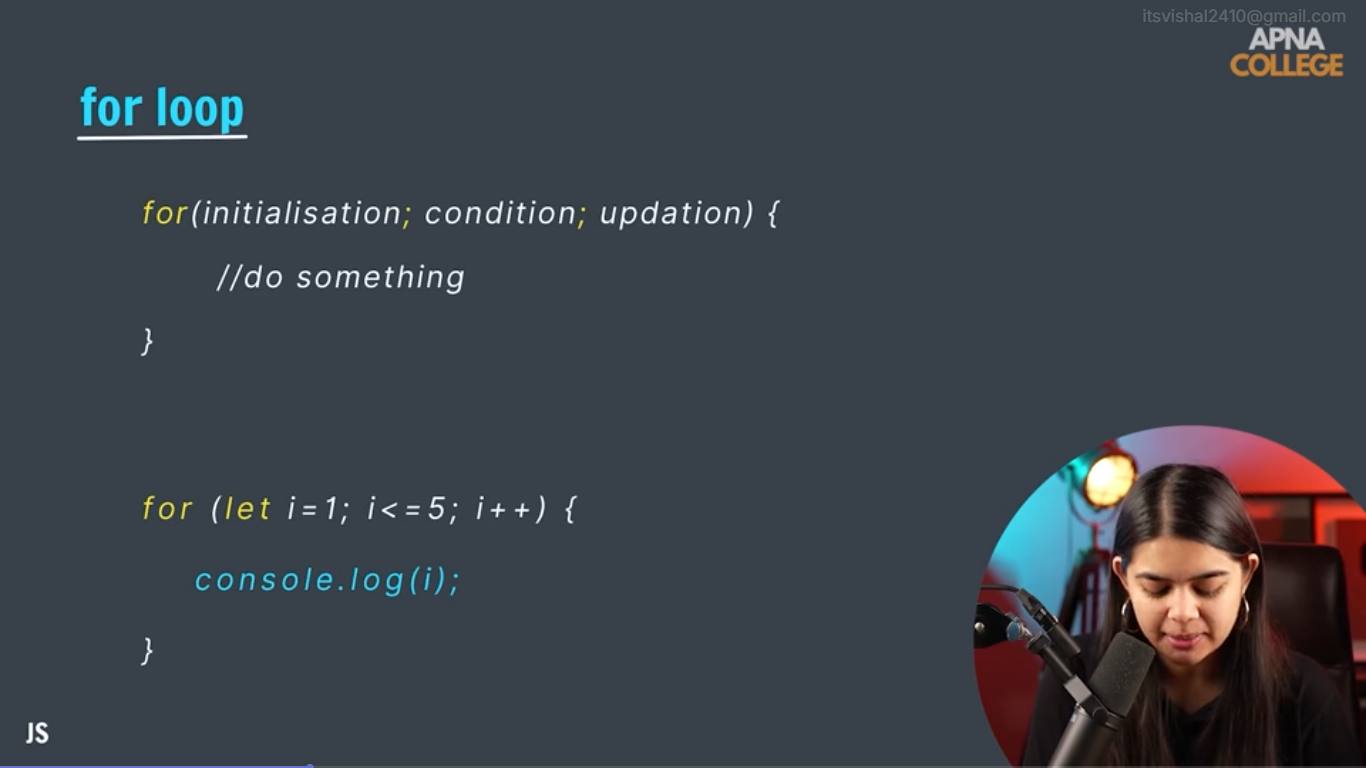 itsvishal2410@gmail.com
APNA
COLLEGE
for loop
for(initialisation; condition; updation) {
//do something
}
for (let i=1; i<=5; i++) {
console.log(i);
}
JS